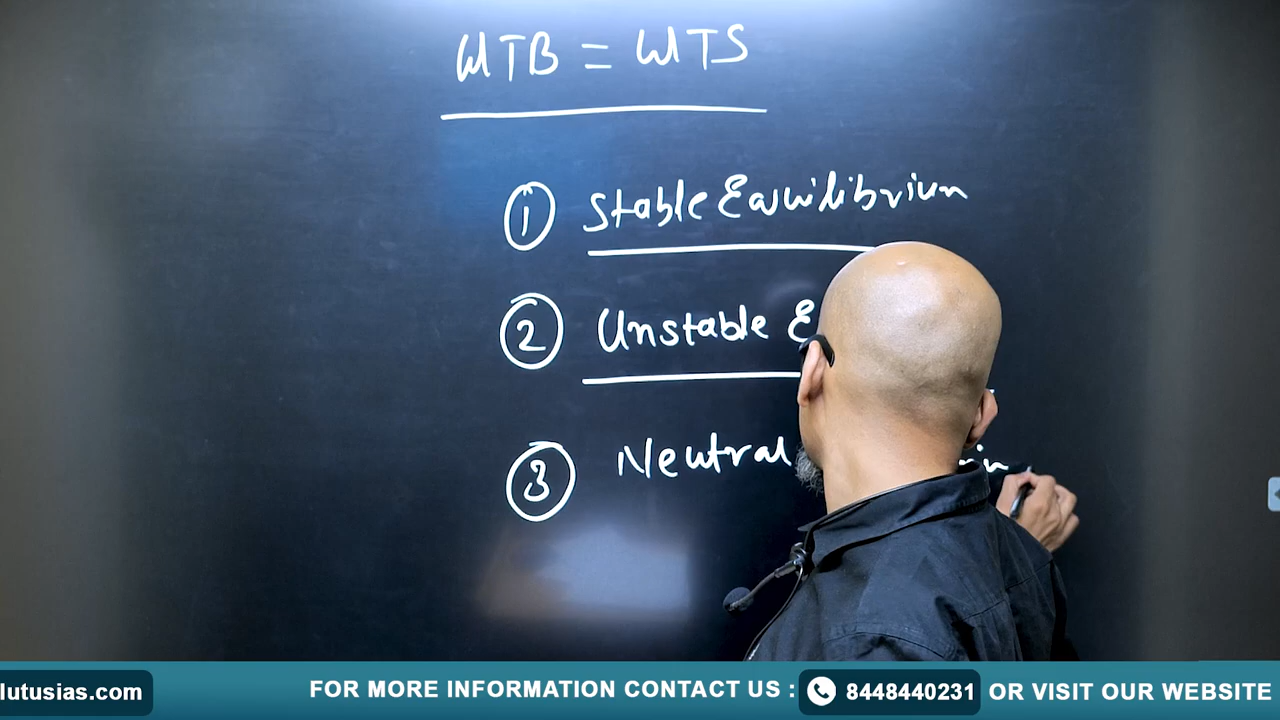 WTB = WTS
① Stable Equilibrium
② Unstable E
③ Neutral
lutusias.com FOR MORE INFORMATION CONTACT US : 8448440231 OR VISIT OUR WEBSITE